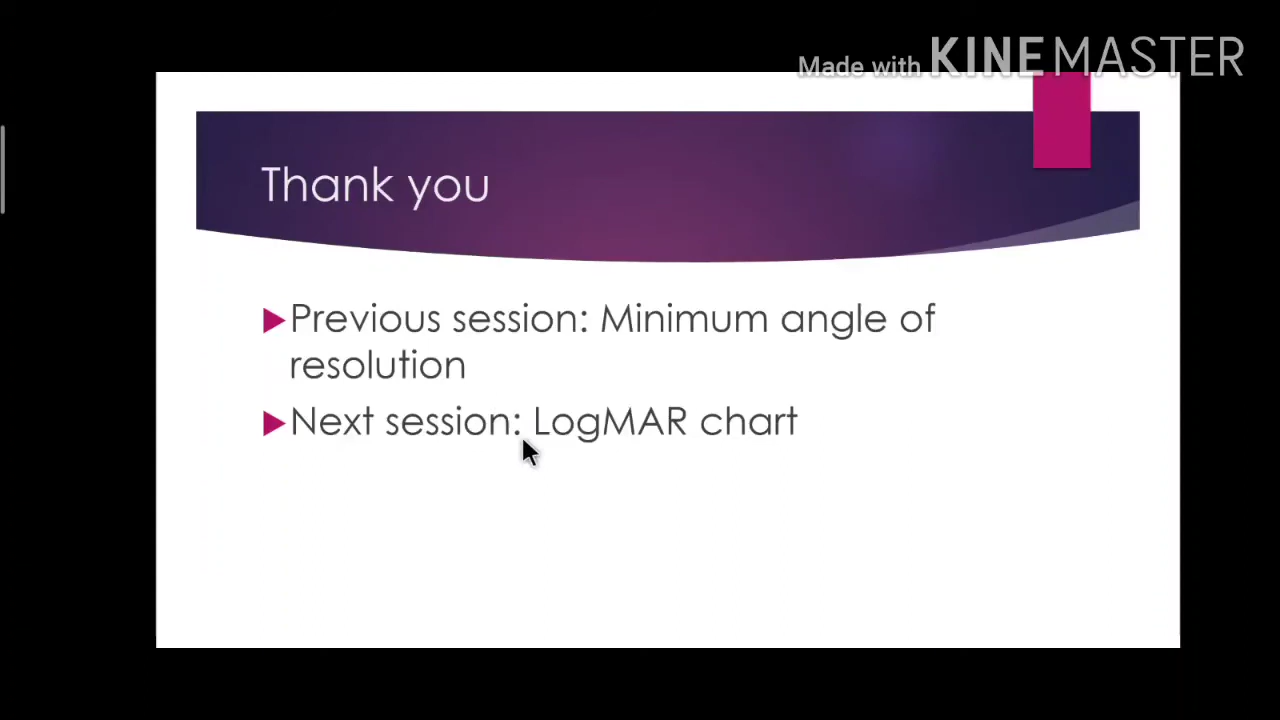 Made with KINEMASTER
Thank you
Previous session: Minimum angle of
resolution
Next session: LogMAR chart